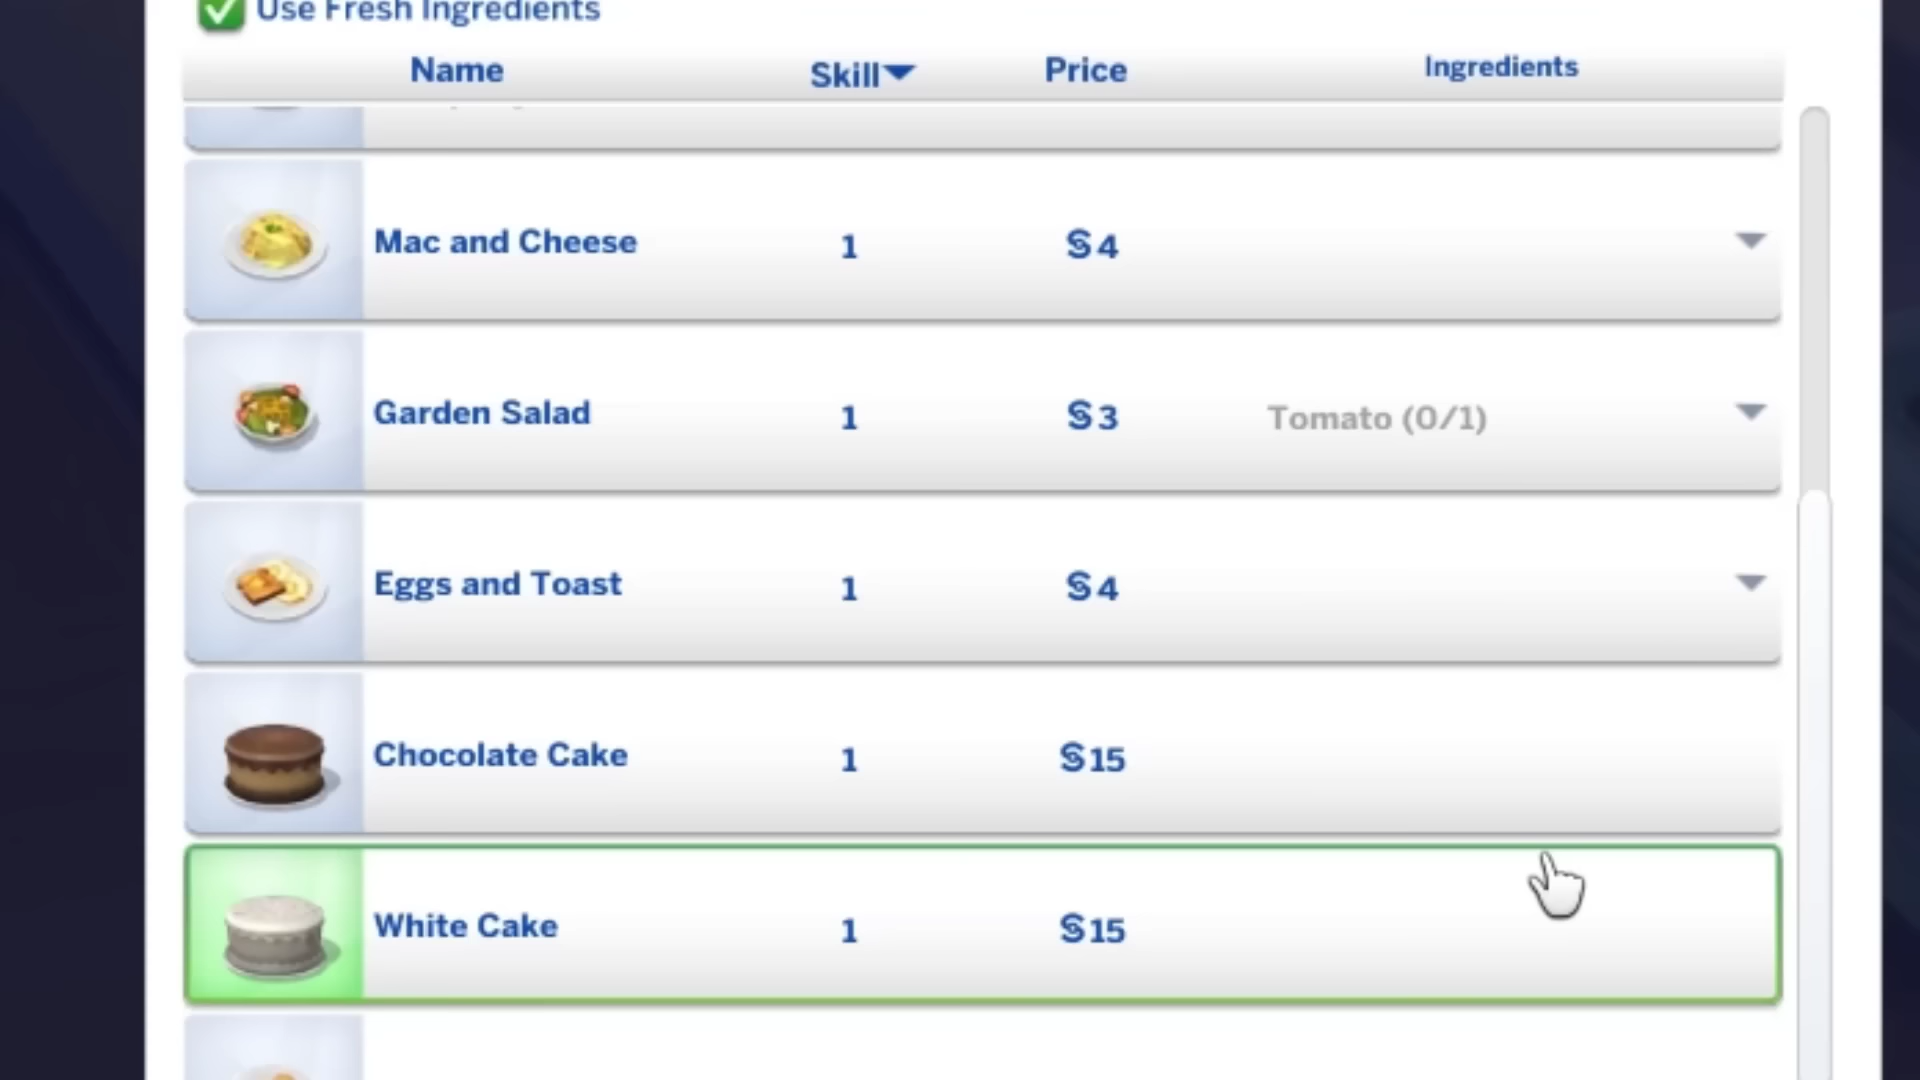 Use Fresh Ingredients
Name Skill Price Ingredients
Mac and Cheese 1 §4
Garden Salad 1 §3 Tomato (0/1)
Eggs and Toast 1 §4
Chocolate Cake 1 §15
White Cake 1 §15